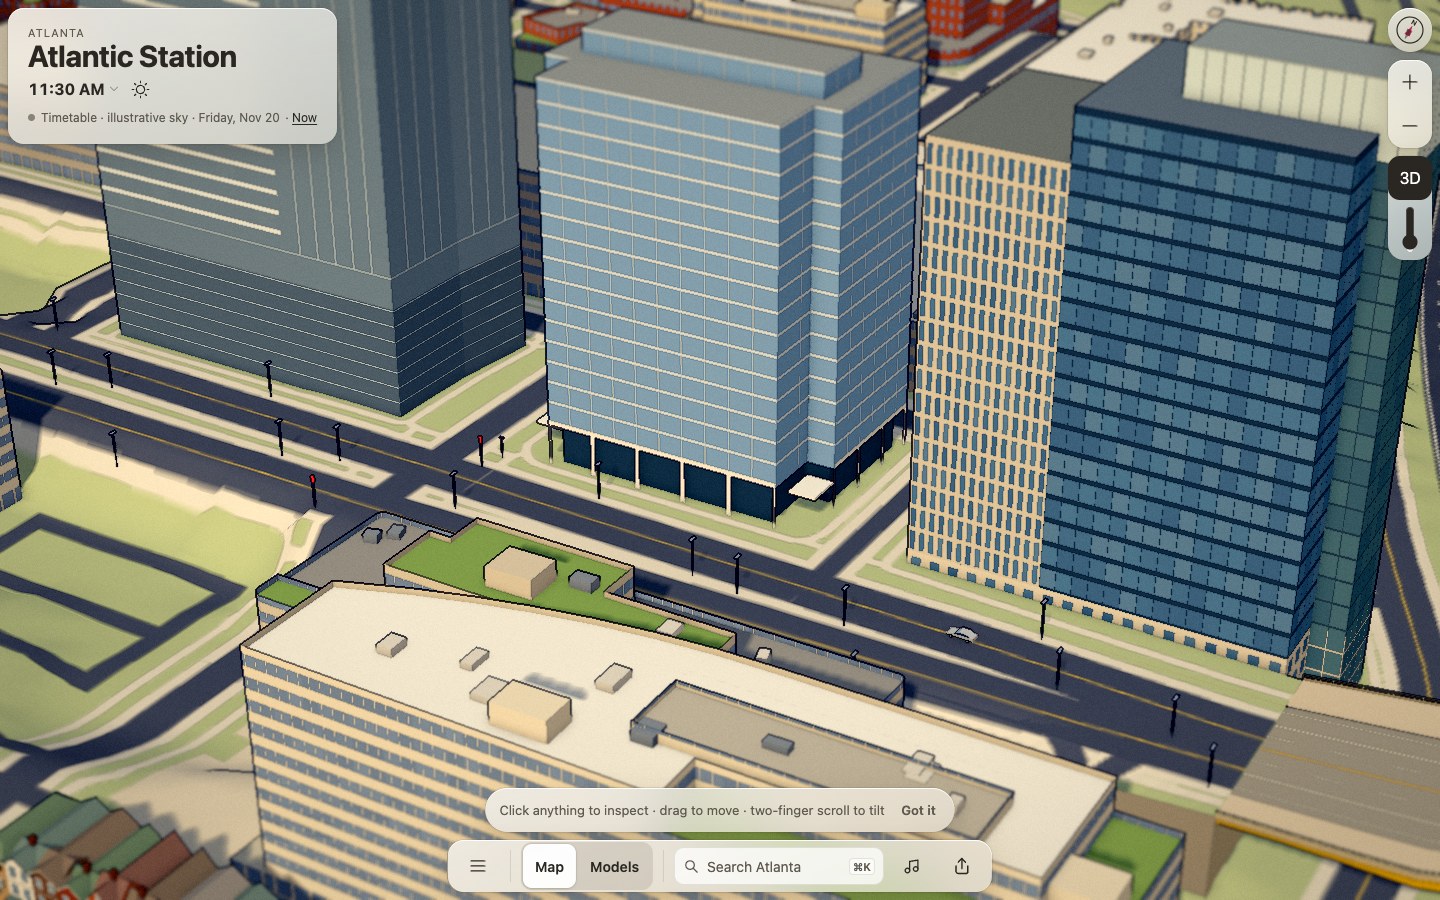 ATLANTA
Atlantic Station
11:30 AM
Timetable · illustrative sky · Friday, Nov 20 · Now
N
3D
Click anything to inspect · drag to move · two-finger scroll to tilt Got it
Map Models Search Atlanta ⌘K